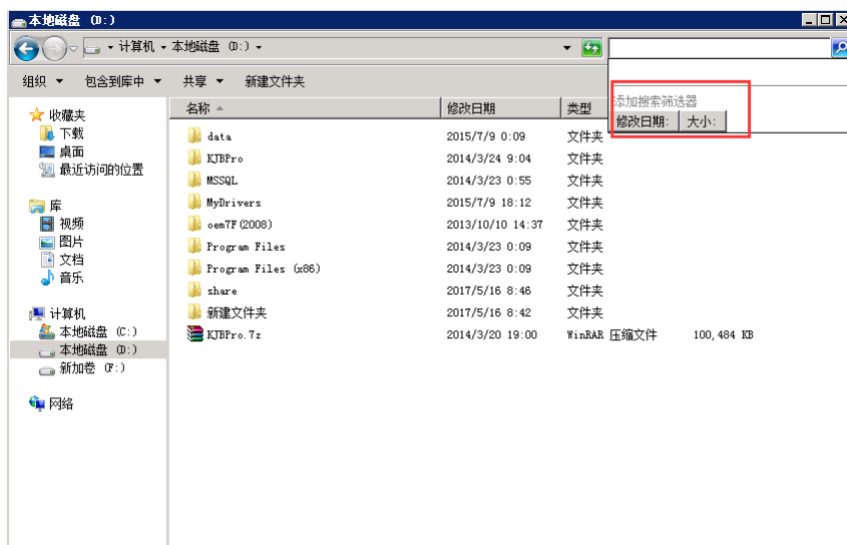 本地磁盘 (D:)
计算机 本地磁盘 (D:)
组织 包含到库中 共享 新建文件夹
添加搜索筛选器
修改日期: 大小:
收藏夹
下载
桌面
最近访问的位置
库
视频
图片
文档
音乐
计算机
本地磁盘 (C:)
本地磁盘 (D:)
新加卷 (F:)
网络
名称 修改日期 类型
data 2015/7/9 0:09 文件夹
KJBPro 2014/3/24 9:04 文件夹
MSSQL 2014/3/23 0:55 文件夹
MyDrivers 2015/7/9 18:12 文件夹
oem7F(2008) 2013/10/10 14:37 文件夹
Program Files 2014/3/23 0:09 文件夹
Program Files (x86) 2014/3/23 0:09 文件夹
share 2017/5/16 8:46 文件夹
新建文件夹 2017/5/16 8:42 文件夹
KJBPro.7z 2014/3/20 19:00 WinRAR 压缩文件 100,484 KB